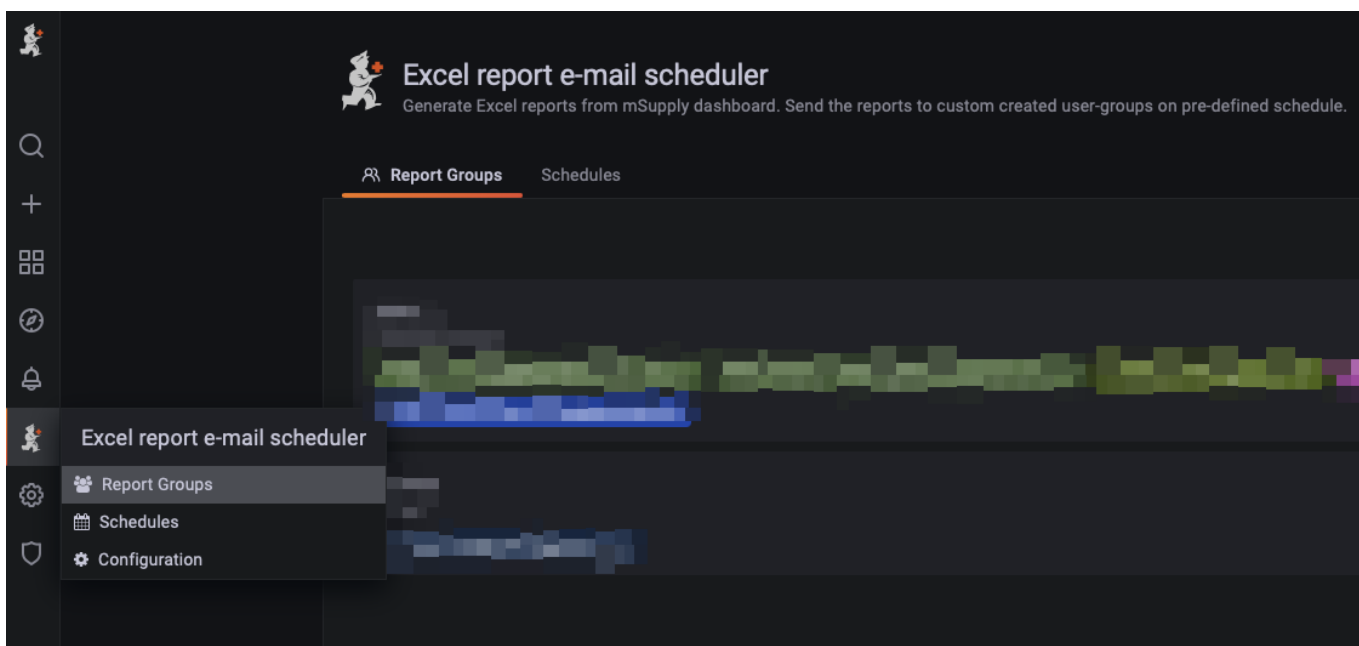 Excel report e-mail scheduler
Generate Excel reports from mSupply dashboard. Send the reports to custom created user-groups on pre-defined schedule.
Report Groups Schedules
Excel report e-mail scheduler
Report Groups
Schedules
Configuration